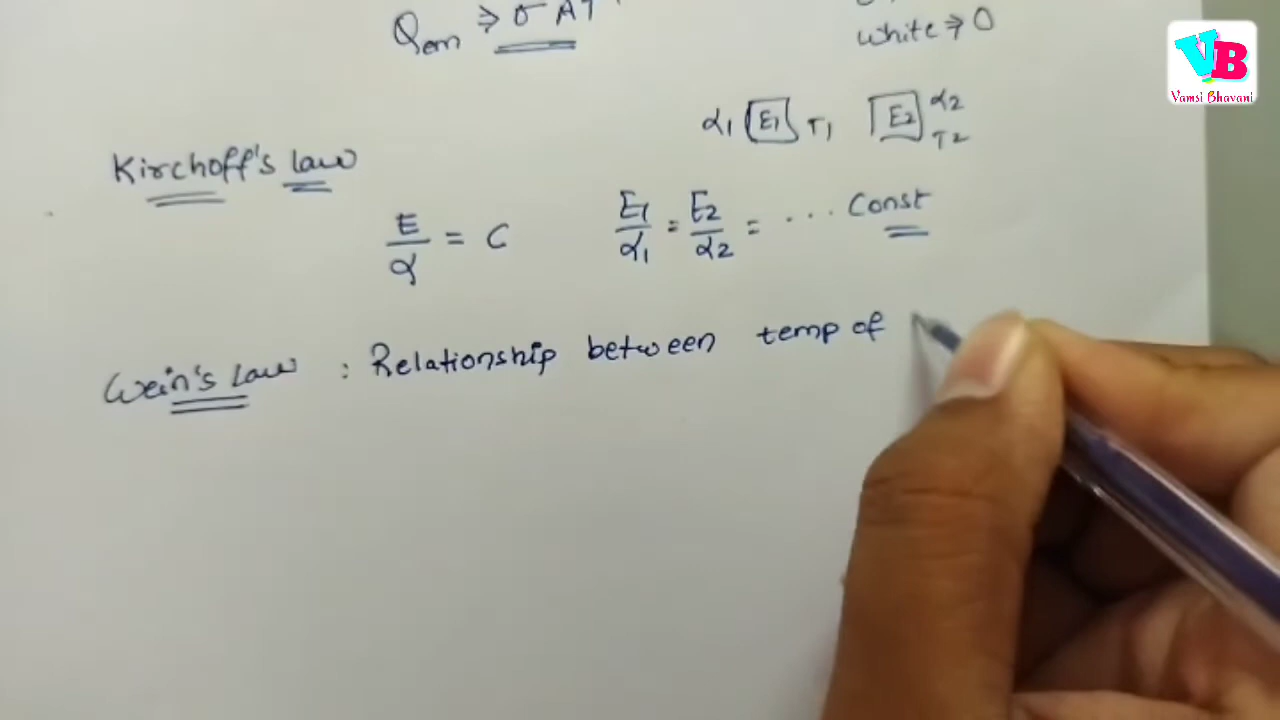 Qem ⇒ σ AT
white ⇒ 0
α1 E1 T1 E2 α2
T2
Kirchoff's law
E/α = C E1/α1 = E2/α2 = ... Const
Wein's Law : Relationship between temp of
VB
Vamsi Bhavani